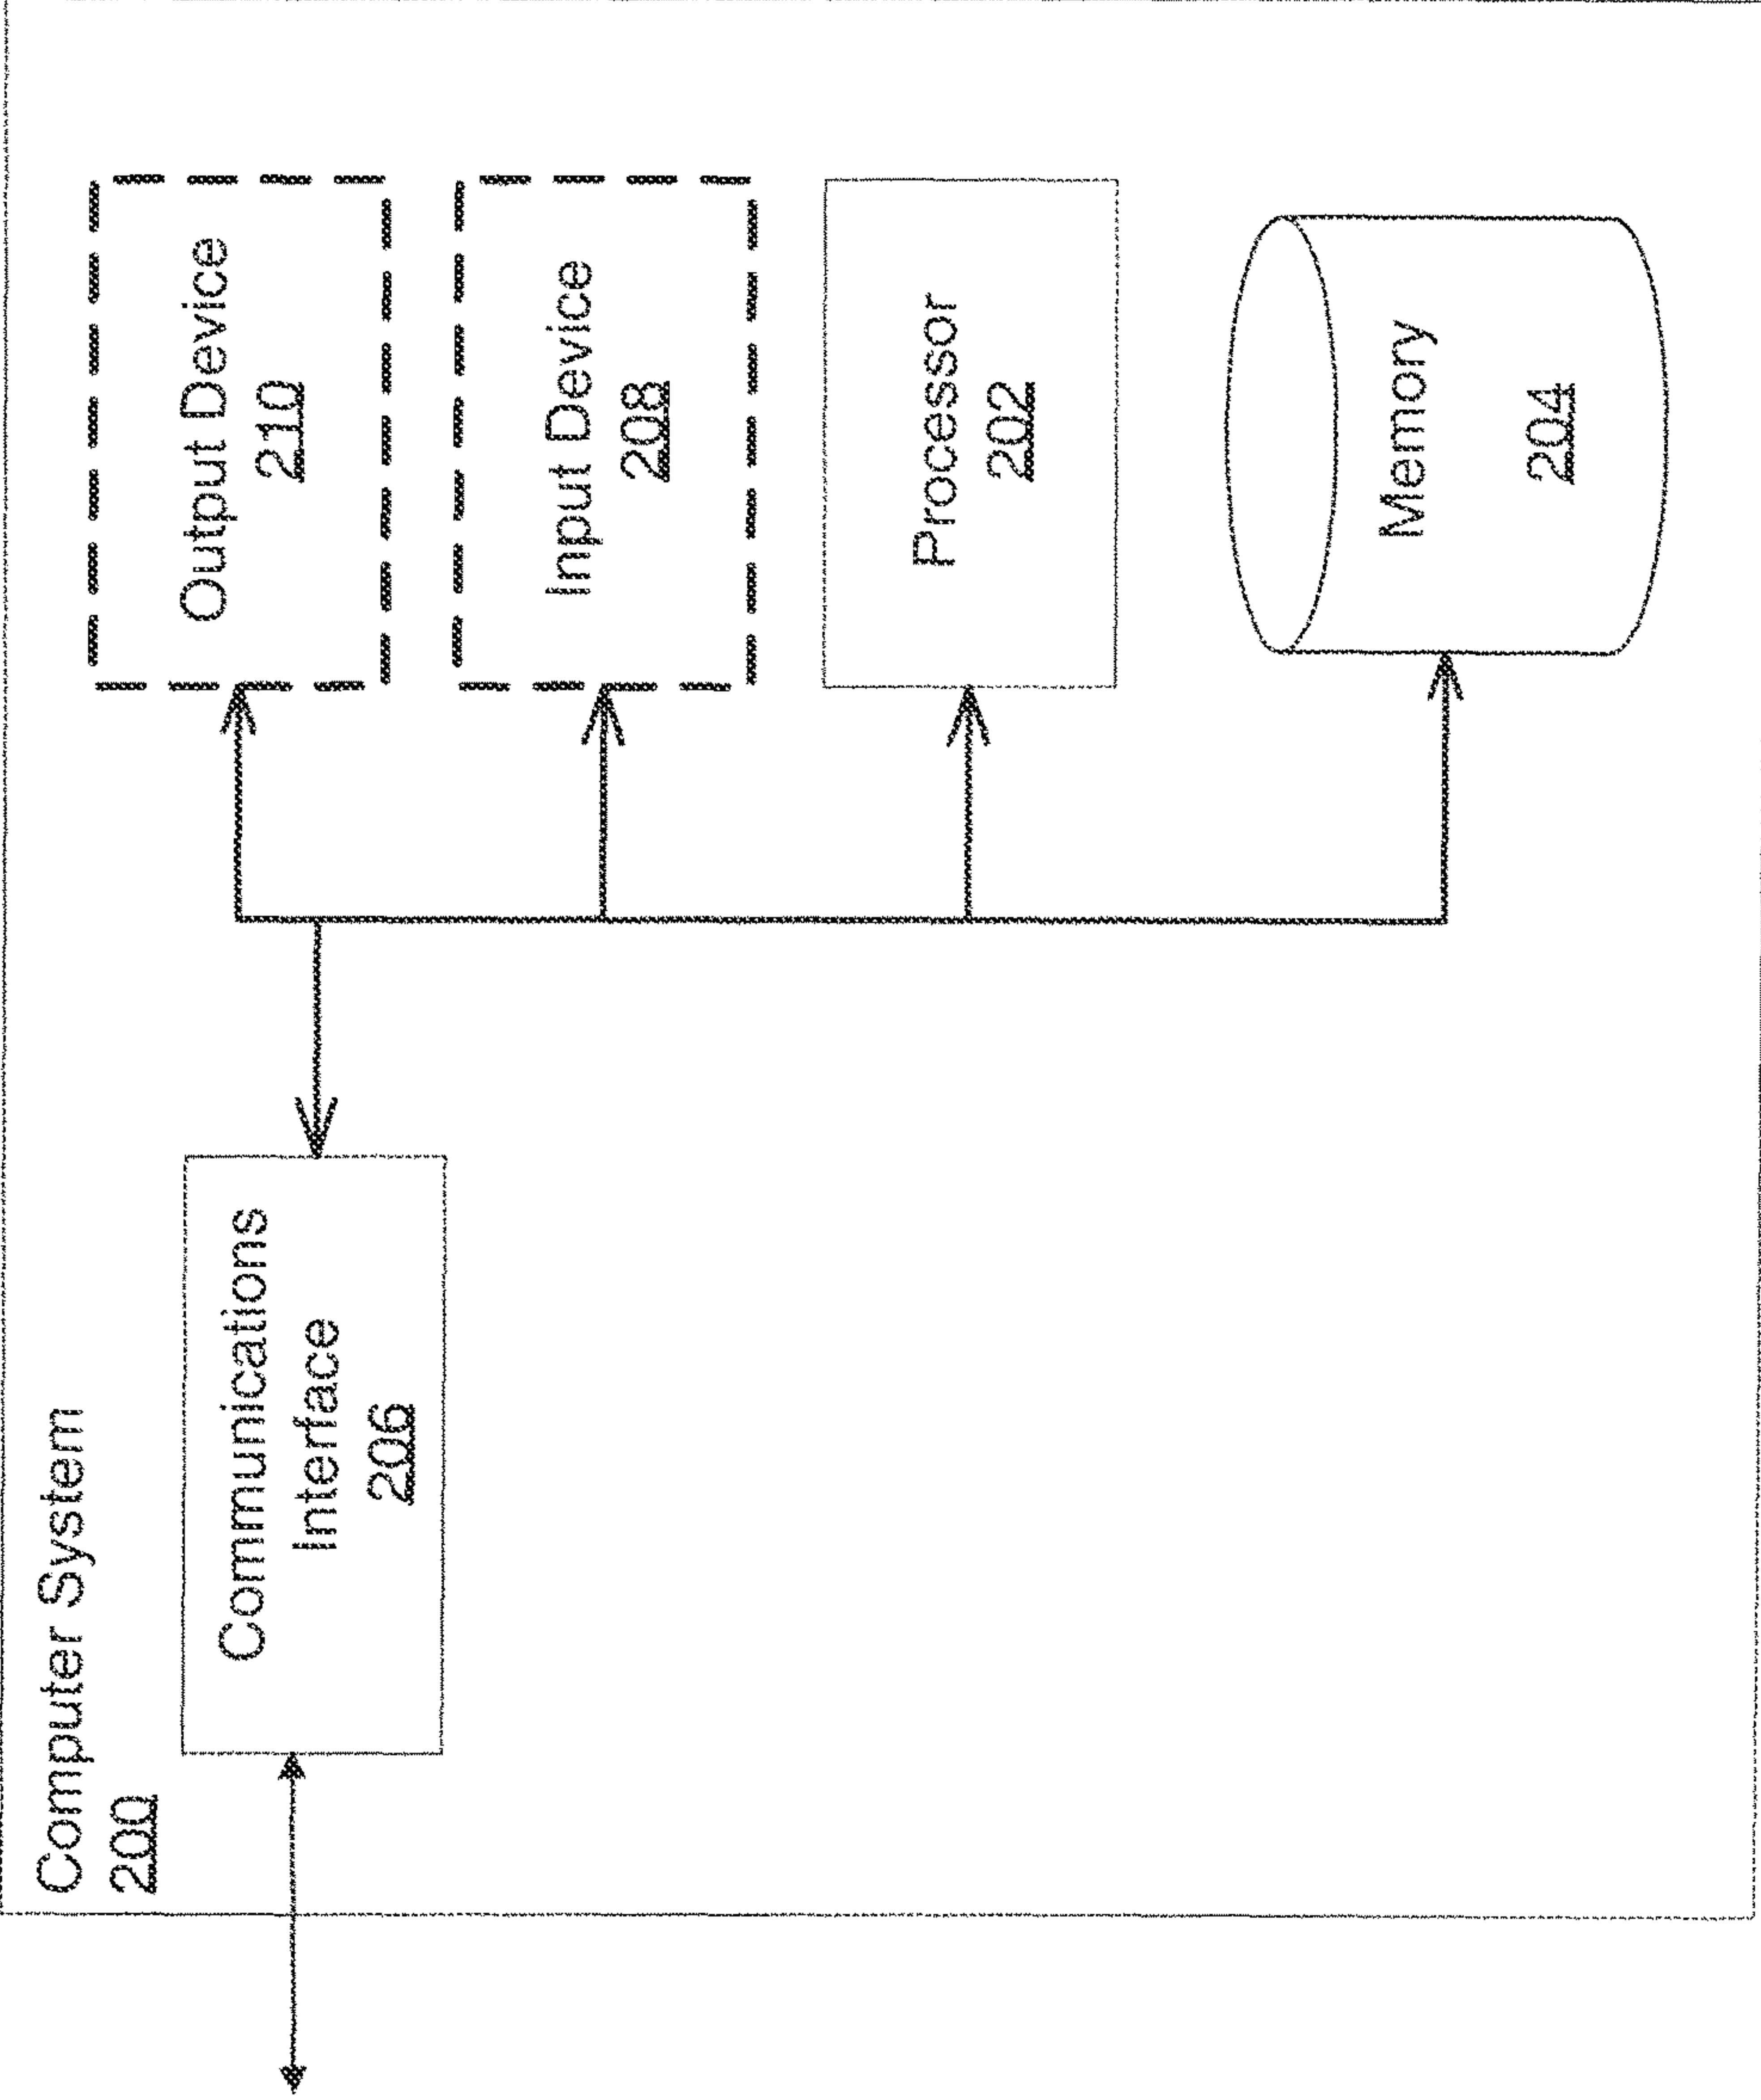 Computer System
200
Communications
Interface
206
Output Device
210
Input Device
208
Processor
202
Memory
204